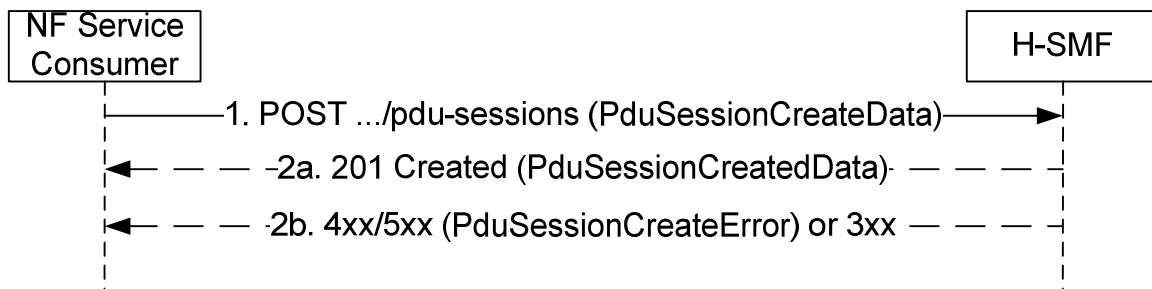 NF Service
Consumer
H-SMF
1. POST .../pdu-sessions (PduSessionCreateData)
2a. 201 Created (PduSessionCreatedData)
2b. 4xx/5xx (PduSessionCreateError) or 3xx